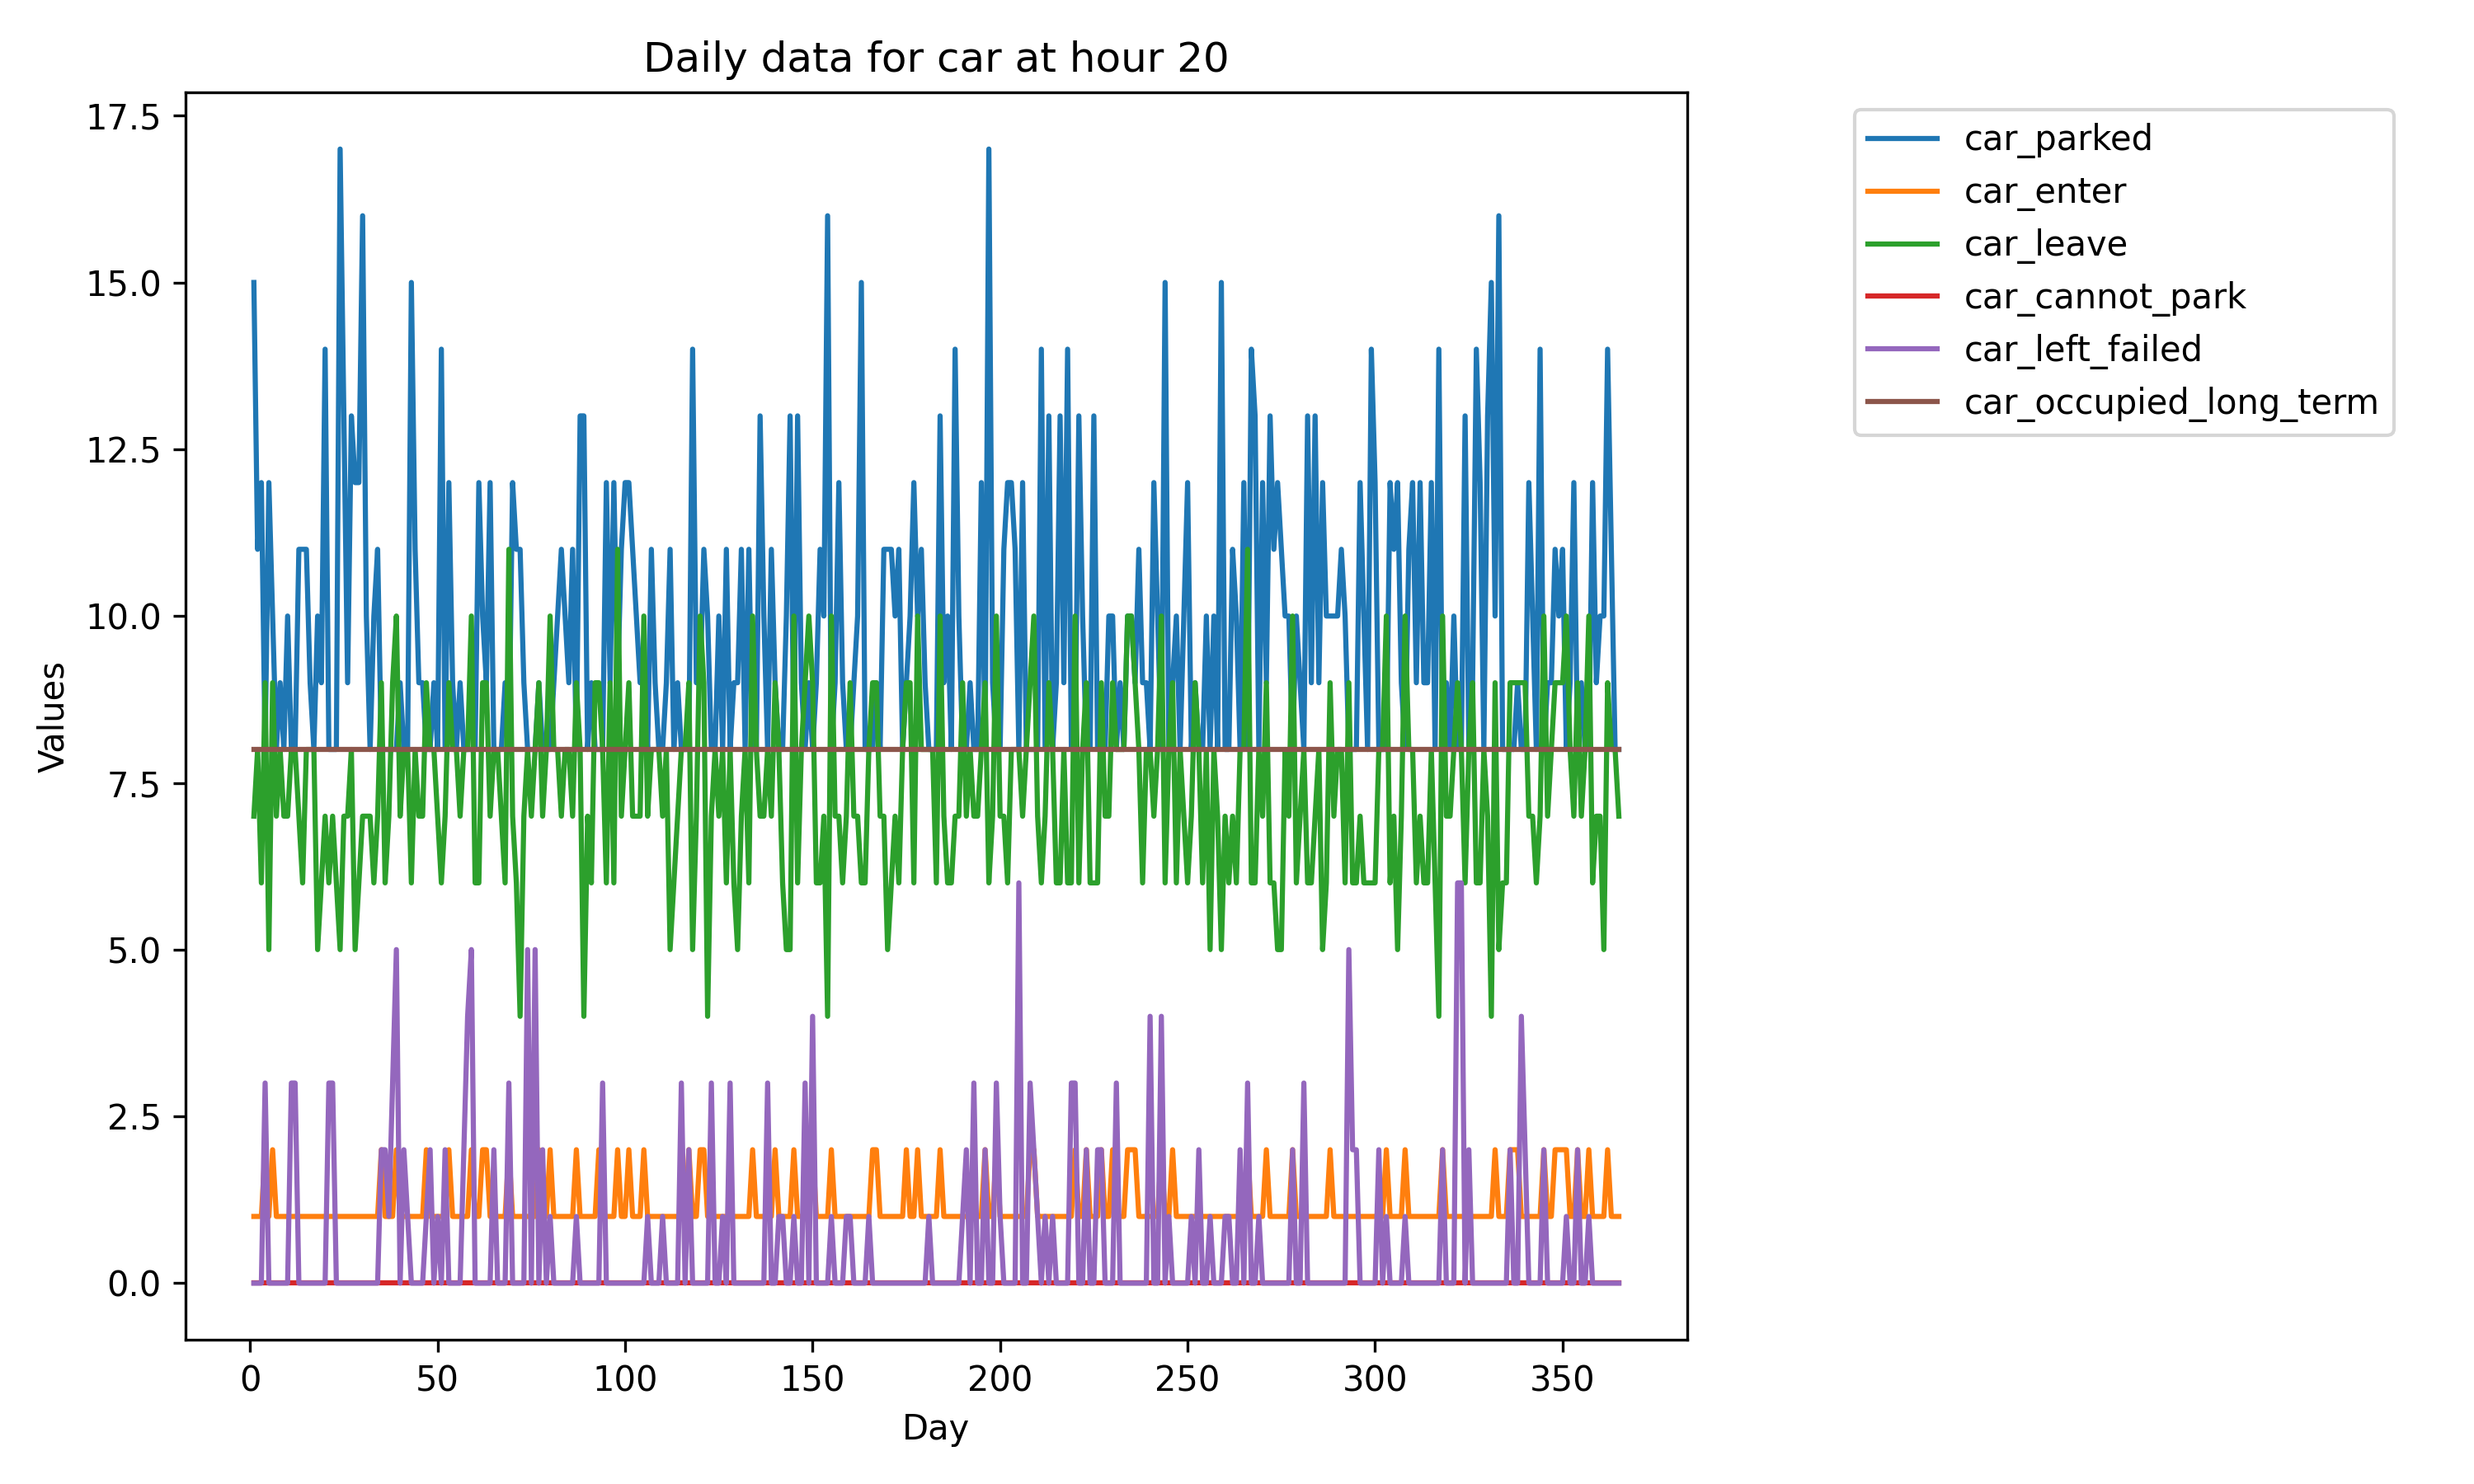 Daily data for car at hour 20
17.5
15.0
12.5
10.0
7.5
5.0
2.5
0.0
Values
0 50 100 150 200 250 300 350
Day
car_parked
car_enter
car_leave
car_cannot_park
car_left_failed
car_occupied_long_term